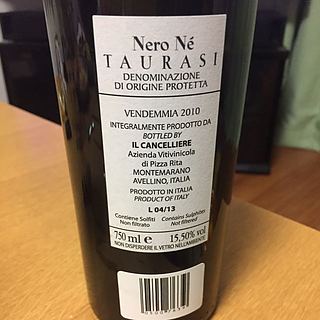 Nero Né
TAURASI
DENOMINAZIONE
DI ORIGINE PROTETTA
VENDEMMIA 2010
INTEGRALMENTE PRODOTTO DA
BOTTLED BY
IL CANCELLIERE
Azienda Vitivinicola
di Pizza Rita
MONTEMARANO
AVELLINO, ITALIA
PRODOTTO IN ITALIA
PRODUCT OF ITALY
L 04/13
Contiene Solfiti Contains Sulphites
Non filtrato Not filtered
750 ml e 15.50% vol
NON DISPERDERE IL VETRO NELL'AMBIENTE